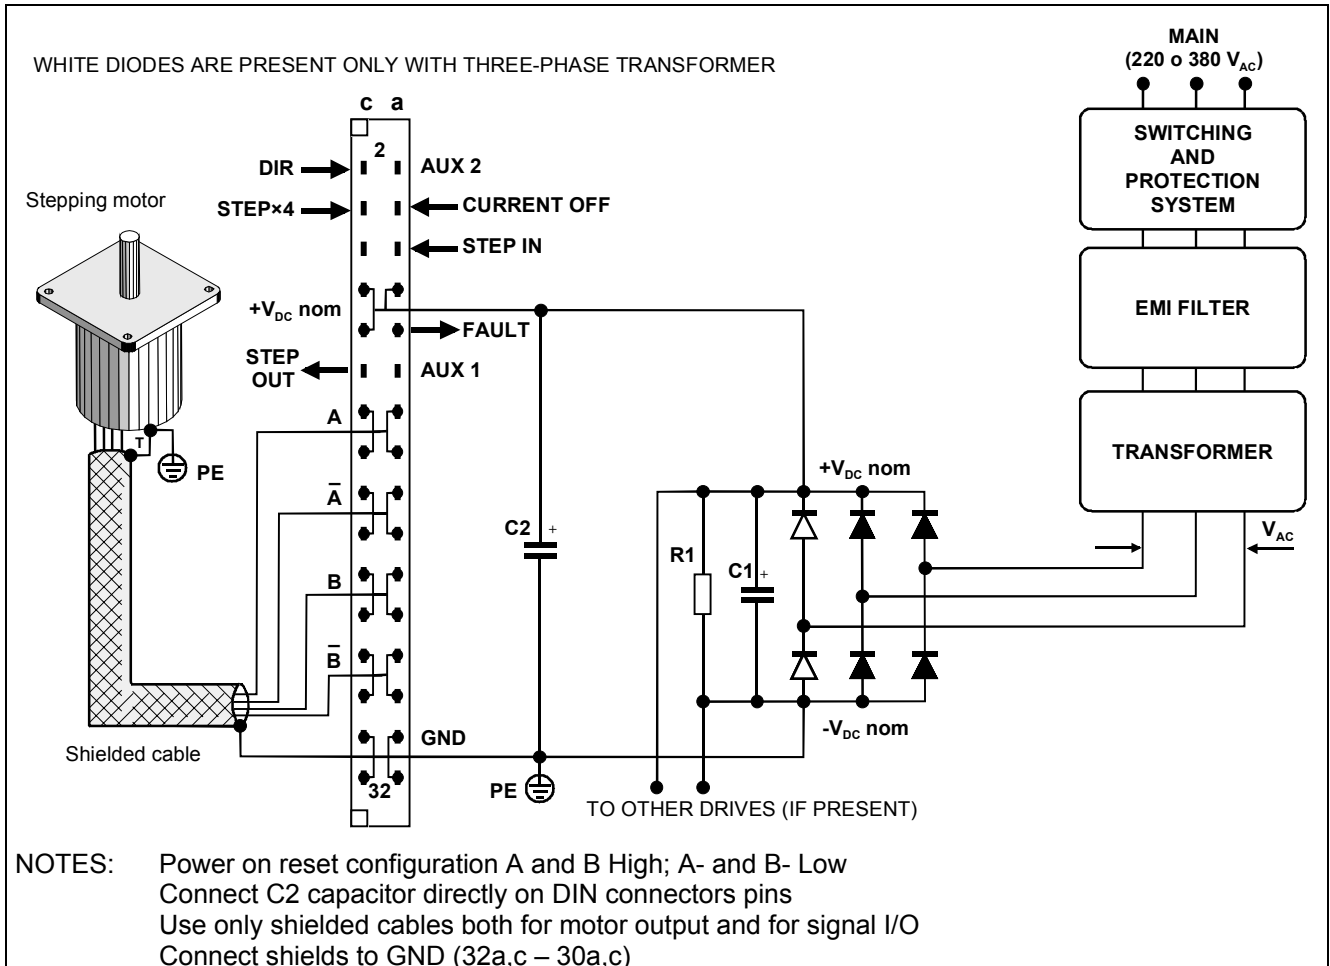 WHITE DIODES ARE PRESENT ONLY WITH THREE-PHASE TRANSFORMER
MAIN
(220 o 380 VAC)
SWITCHING
AND
PROTECTION
SYSTEM
EMI FILTER
TRANSFORMER
VAC
c a
2
DIR
AUX 2
STEP×4
CURRENT OFF
STEP IN
+VDC nom
FAULT
STEP
OUT
AUX 1
A
A̅
B
B̅
GND
32
Stepping motor
T
PE
Shielded cable
C2 +
PE
+VDC nom
R1
C1 +
-VDC nom
TO OTHER DRIVES (IF PRESENT)
NOTES: Power on reset configuration A and B High; A- and B- Low
Connect C2 capacitor directly on DIN connectors pins
Use only shielded cables both for motor output and for signal I/O
Connect shields to GND (32a,c – 30a,c)